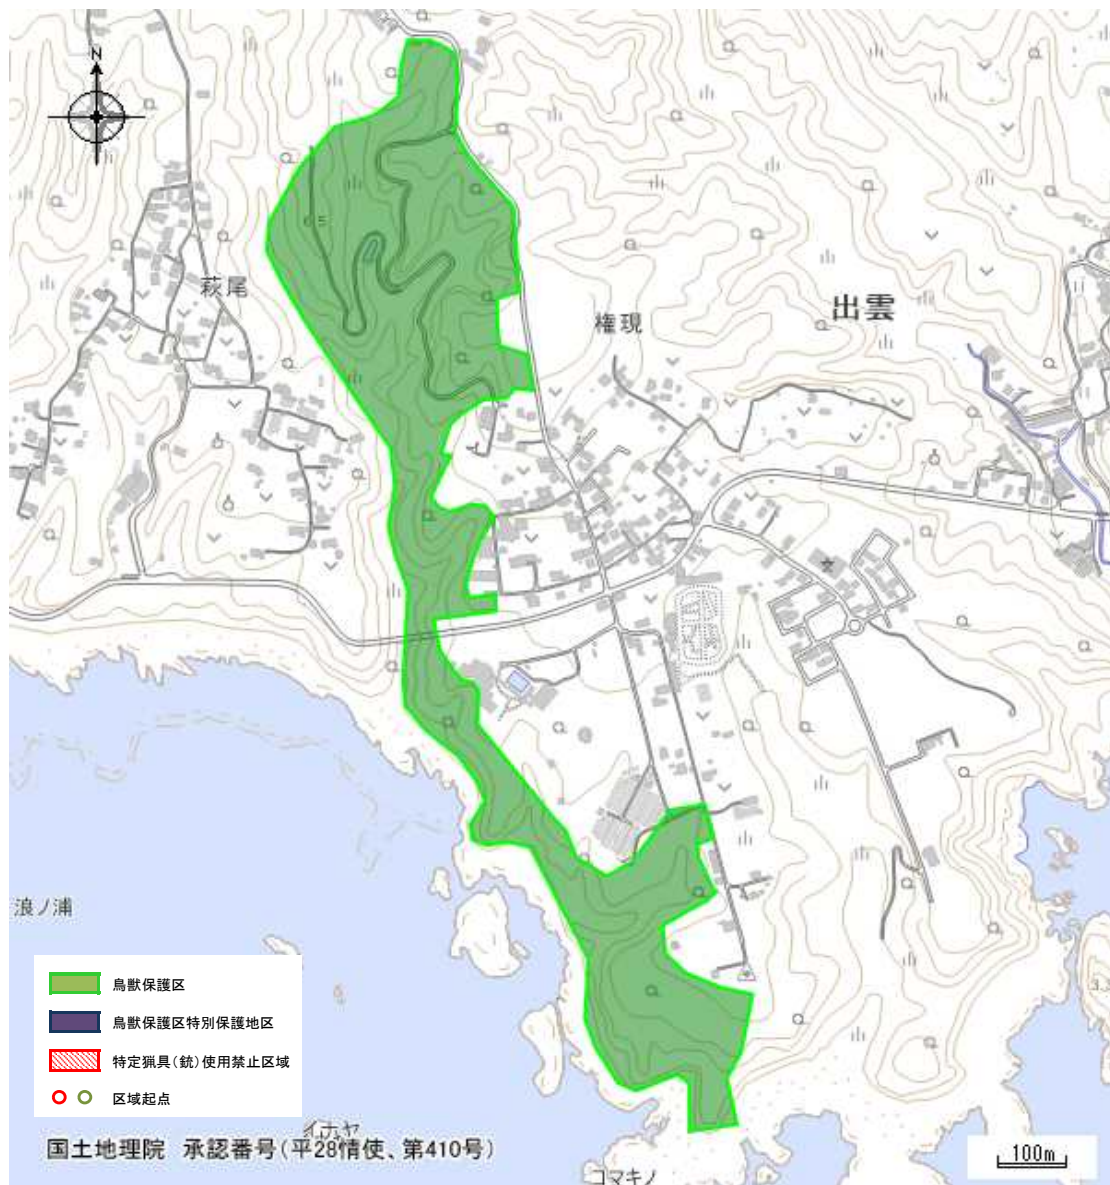 N
萩尾
権現
出雲
浪ノ浦
鳥獣保護区
鳥獣保護区特別保護地区
特定猟具(銃)使用禁止区域
区域起点
イナヤ
国土地理院 承認番号(平28情使、第410号)
コマキノ
100m